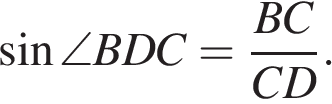 sin∠BDC = BC/CD.